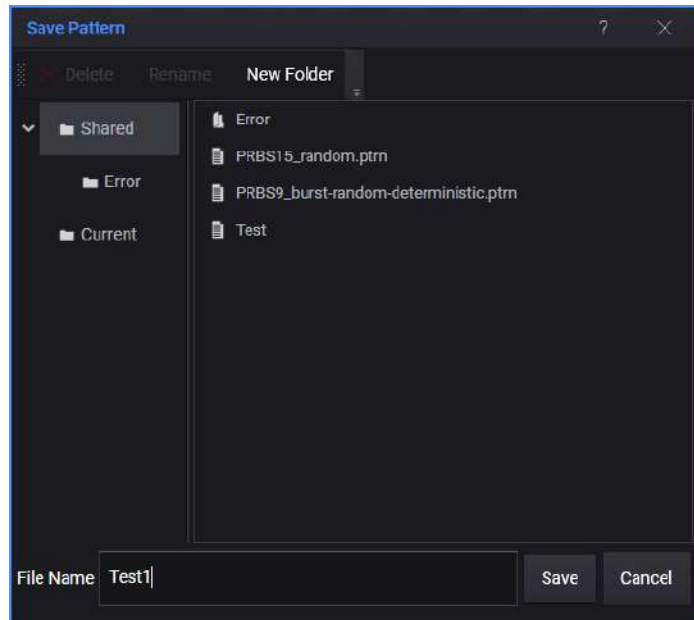 Save Pattern ?
Delete Rename New Folder
Shared
Error
Current
Error
PRBS15_random.ptrn
PRBS9_burst-random-deterministic.ptrn
Test
File Name Test1 Save Cancel